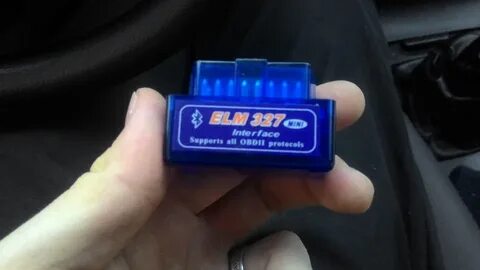 ELM 327 MINI
Interface
Supports all OBDII protocols